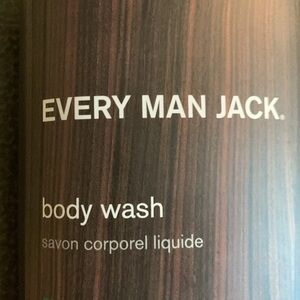 EVERY MAN JACK®
body wash
savon corporel liquide